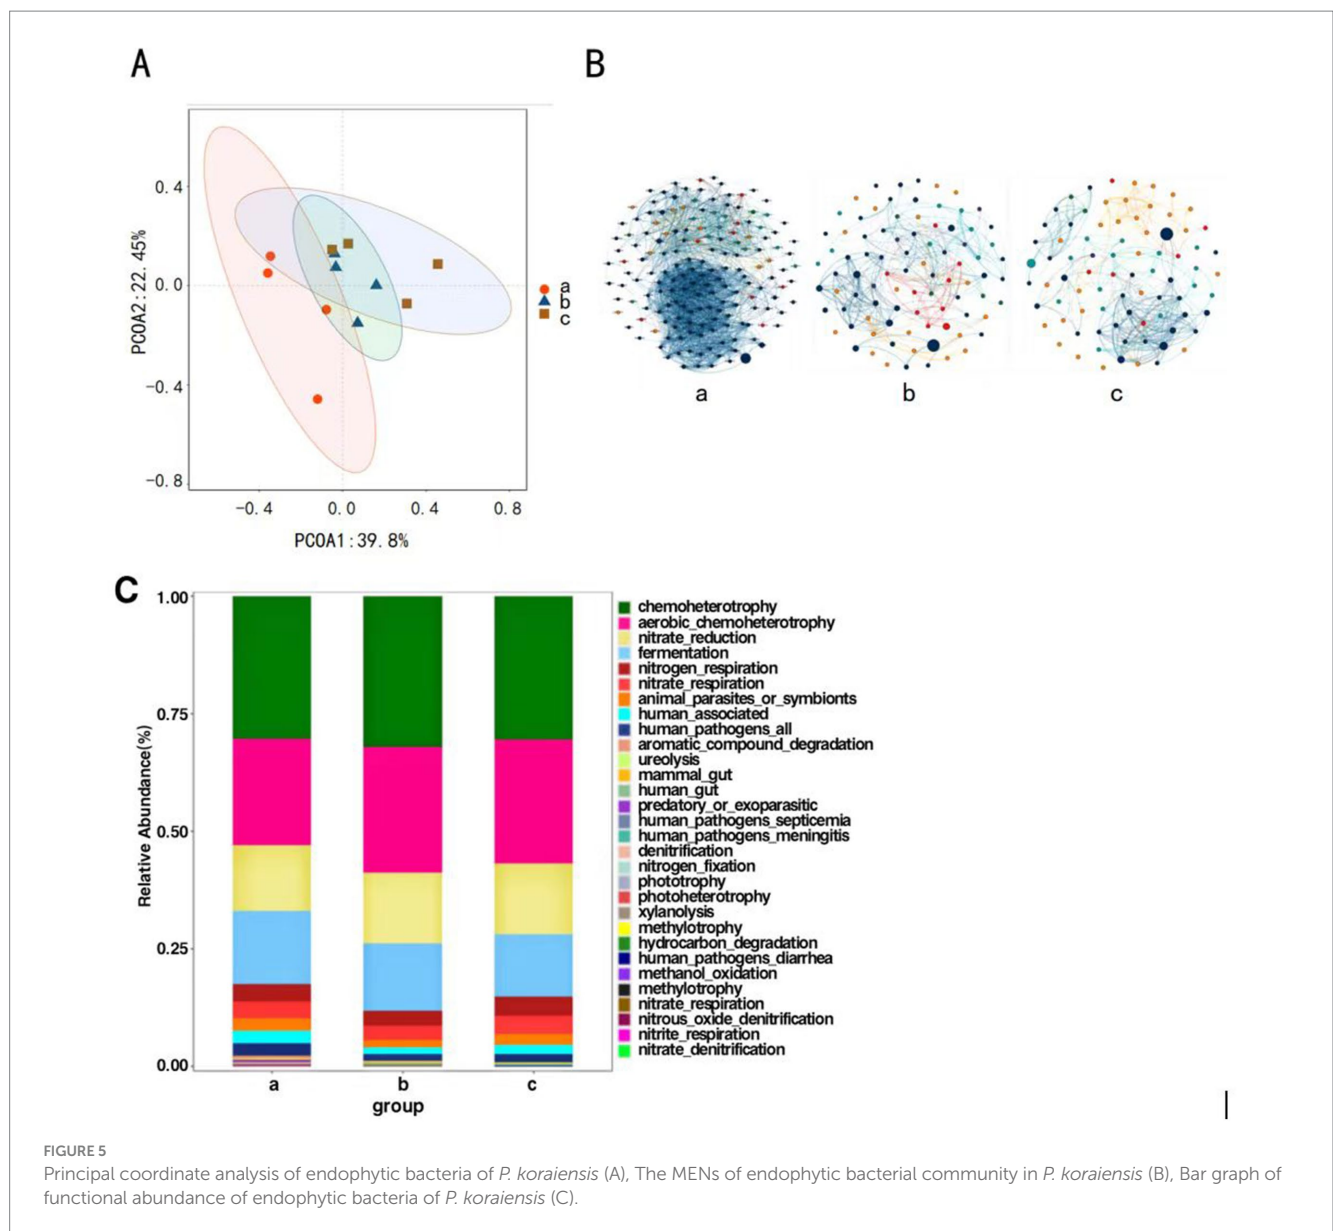 A
B
0.4
0.0
−0.4
−0.8
PCOA2:22.45%
−0.4
0.0
0.4
0.8
PCOA1:39.8%
a
b
c
a
b
c
C
1.00
0.75
0.50
0.25
0.00
Relative Abundance(%)
a
b
c
group
chemoheterotrophy
aerobic_chemoheterotrophy
nitrate_reduction
fermentation
nitrogen_respiration
nitrate_respiration
animal_parasites_or_symbionts
human_associated
human_pathogens_all
aromatic_compound_degradation
ureolysis
mammal_gut
human_gut
predatory_or_exoparasitic
human_pathogens_septicemia
human_pathogens_meningitis
denitrification
nitrogen_fixation
phototrophy
photoheterotrophy
xylanolysis
methylotrophy
hydrocarbon_degradation
human_pathogens_diarrhea
methanol_oxidation
methylotrophy
nitrate_respiration
nitrous_oxide_denitrification
nitrite_respiration
nitrate_denitrification
FIGURE 5
Principal coordinate analysis of endophytic bacteria of P. koraiensis (A), The MENs of endophytic bacterial community in P. koraiensis (B), Bar graph of
functional abundance of endophytic bacteria of P. koraiensis (C).